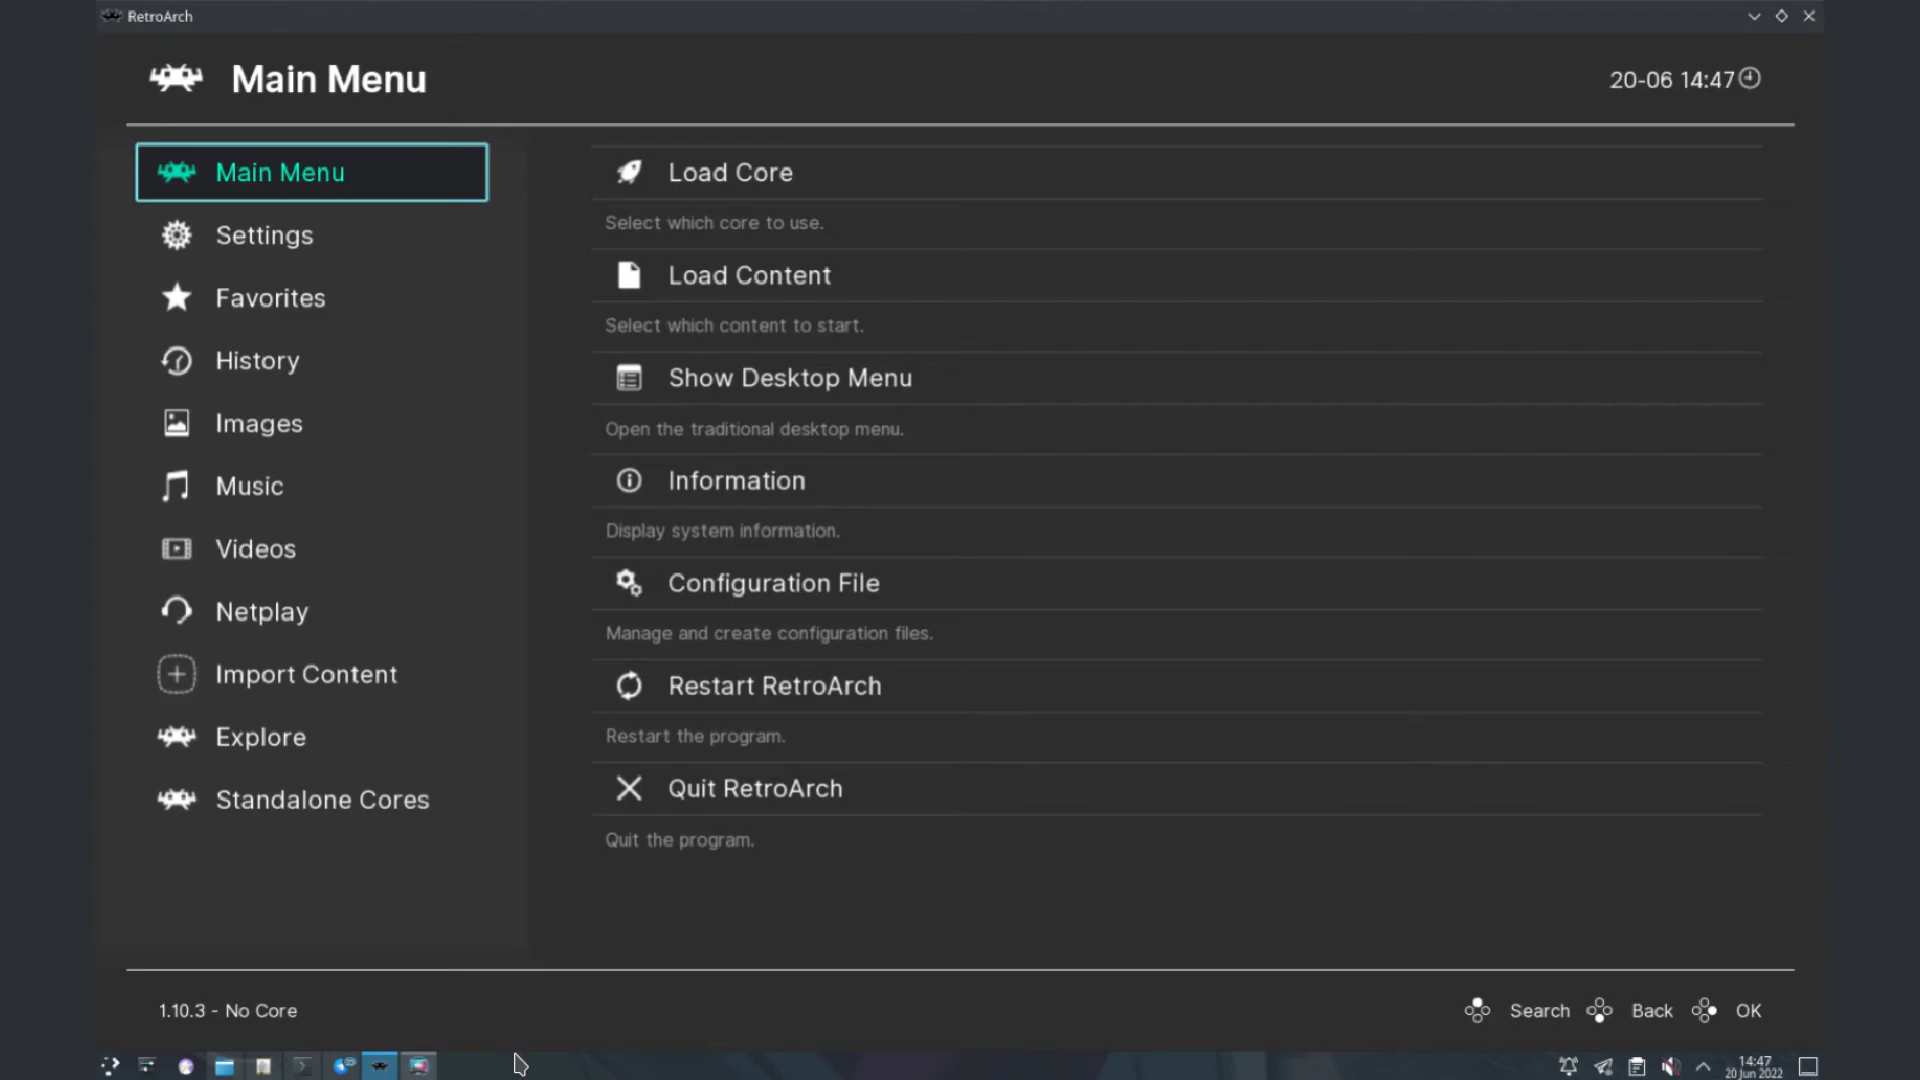 RetroArch
Main Menu
20-06 14:47
Main Menu
Settings
Favorites
History
Images
Music
Videos
Netplay
Import Content
Explore
Standalone Cores
Load Core
Select which core to use.
Load Content
Select which content to start.
Show Desktop Menu
Open the traditional desktop menu.
Information
Display system information.
Configuration File
Manage and create configuration files.
Restart RetroArch
Restart the program.
Quit RetroArch
Quit the program.
1.10.3 - No Core
Search
Back
OK
14:47
20 Jun 2022